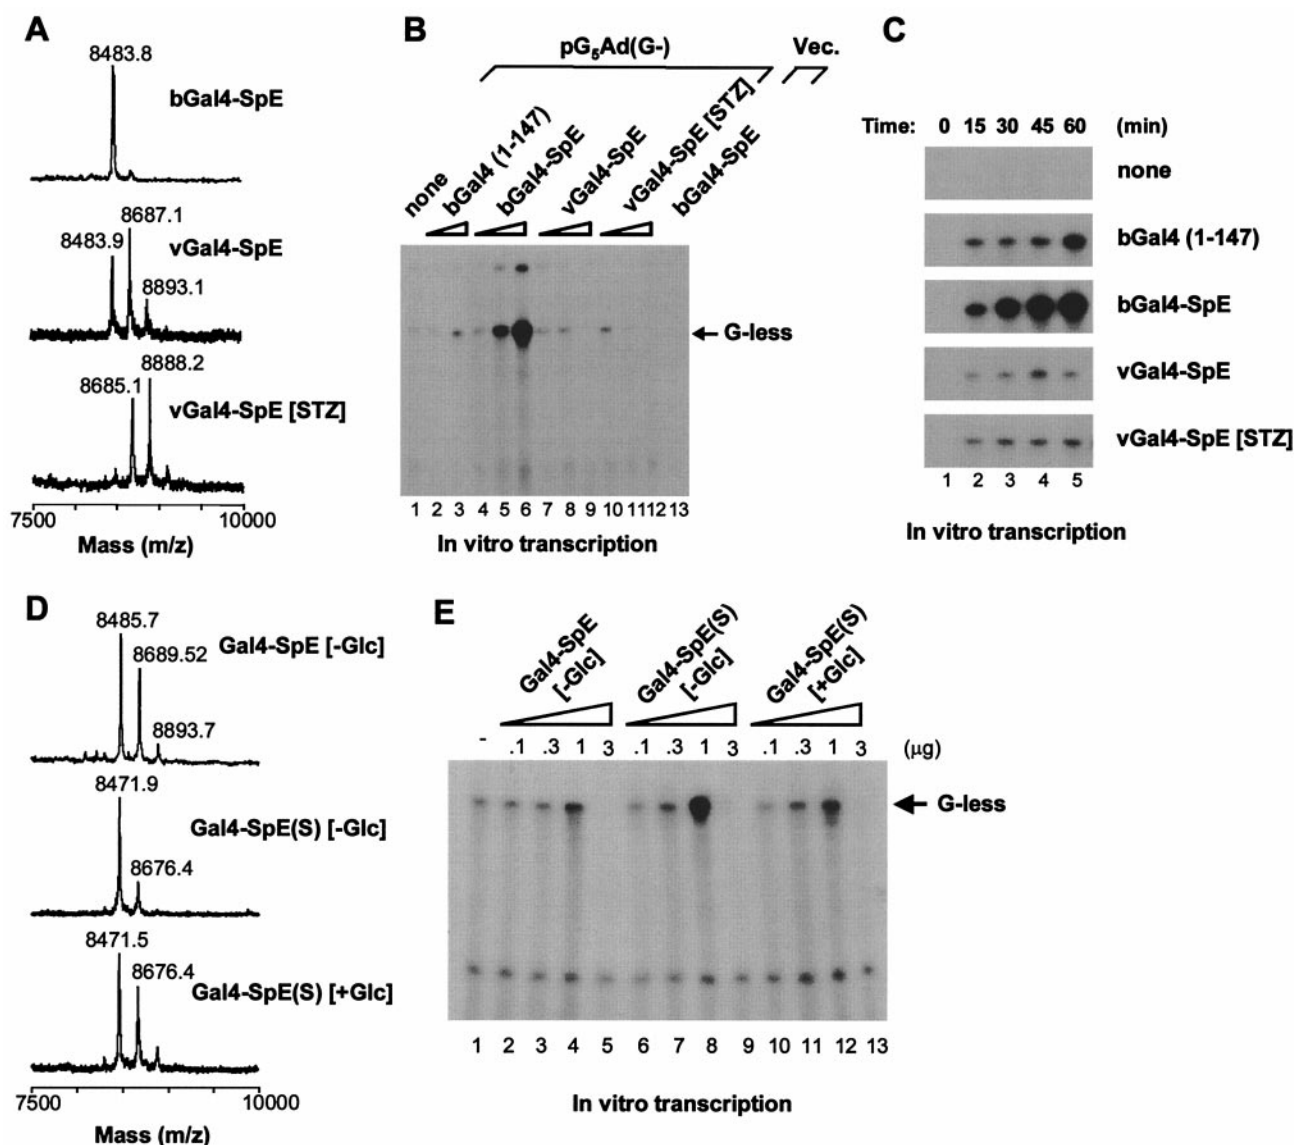 A
8483.8
bGal4-SpE
8687.1
8483.9
vGal4-SpE
8893.1
8888.2
8685.1
vGal4-SpE [STZ]
7500 10000
Mass (m/z)
B
pG5Ad(G-) Vec.
none
bGal4 (1-147)
bGal4-SpE
vGal4-SpE
vGal4-SpE [STZ]
bGal4-SpE
G-less
1 2 3 4 5 6 7 8 9 10 11 12 13
In vitro transcription
C
Time: 0 15 30 45 60 (min)
none
bGal4 (1-147)
bGal4-SpE
vGal4-SpE
vGal4-SpE [STZ]
1 2 3 4 5
In vitro transcription
D
8485.7
Gal4-SpE [-Glc]
8689.52
8893.7
8471.9
Gal4-SpE(S) [-Glc]
8676.4
8471.5
8676.4
Gal4-SpE(S) [+Glc]
7500 10000
Mass (m/z)
E
Gal4-SpE
[-Glc]
Gal4-SpE(S)
[-Glc]
Gal4-SpE(S)
[+Glc]
- .1 .3 1 3 .1 .3 1 3 .1 .3 1 3 (μg)
G-less
1 2 3 4 5 6 7 8 9 10 11 12 13
In vitro transcription